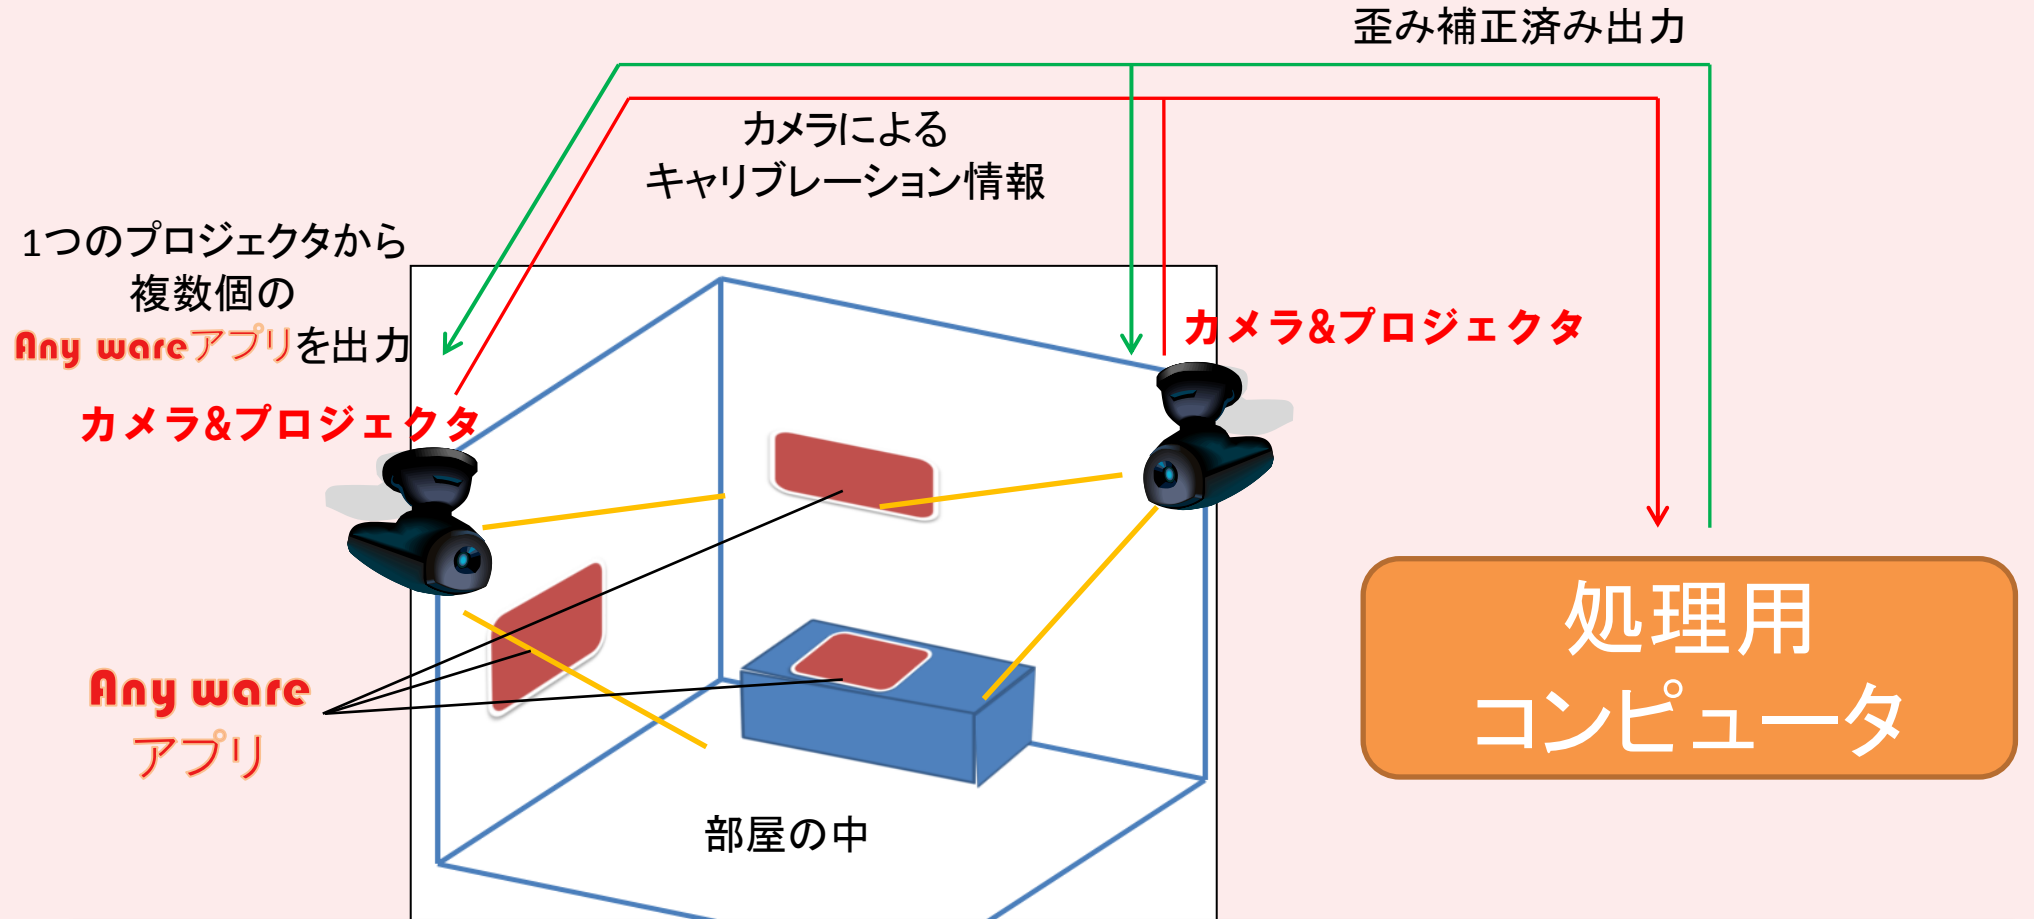 歪み補正済み出力
カメラによる
キャリブレーション情報
1つのプロジェクタから
複数個の
Any wareアプリを出力
カメラ&プロジェクタ
カメラ&プロジェクタ
処理用
コンピュータ
Any ware
アプリ
部屋の中